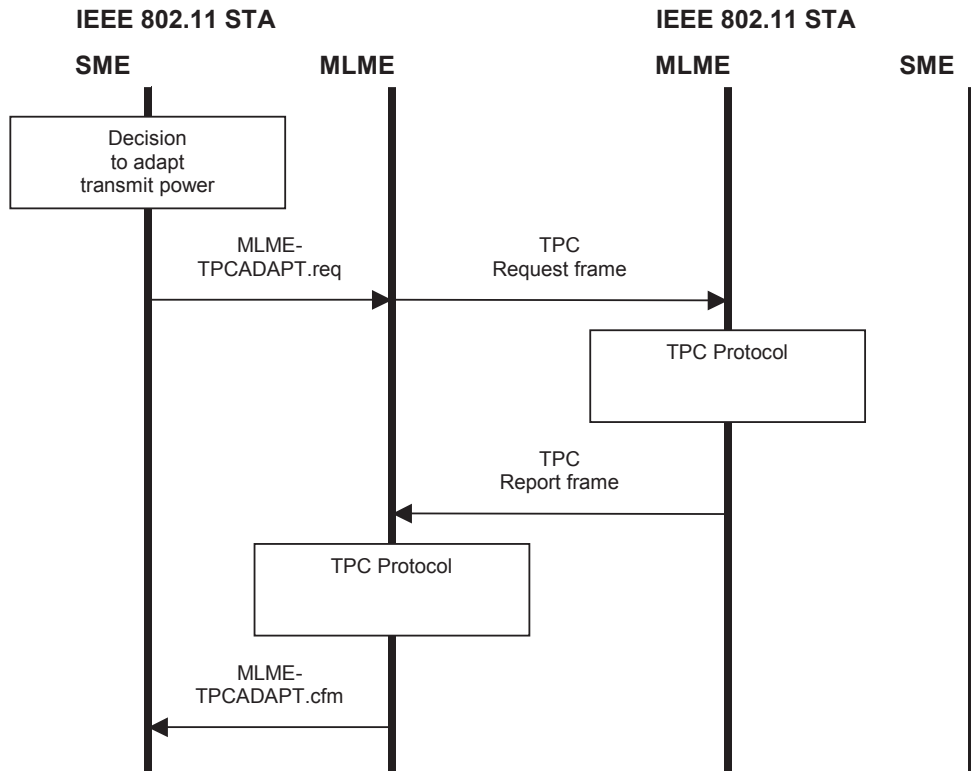 IEEE 802.11 STA
IEEE 802.11 STA
SME
MLME
MLME
SME
Decision
to adapt
transmit power
MLME-
TPCADAPT.req
TPC
Request frame
TPC Protocol
TPC
Report frame
TPC Protocol
MLME-
TPCADAPT.cfm